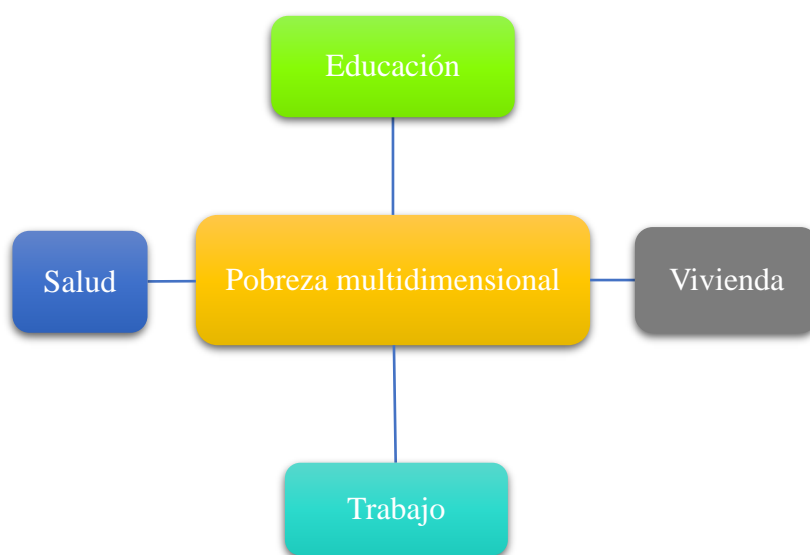 Educación
Salud
Pobreza multidimensional
Vivienda
Trabajo